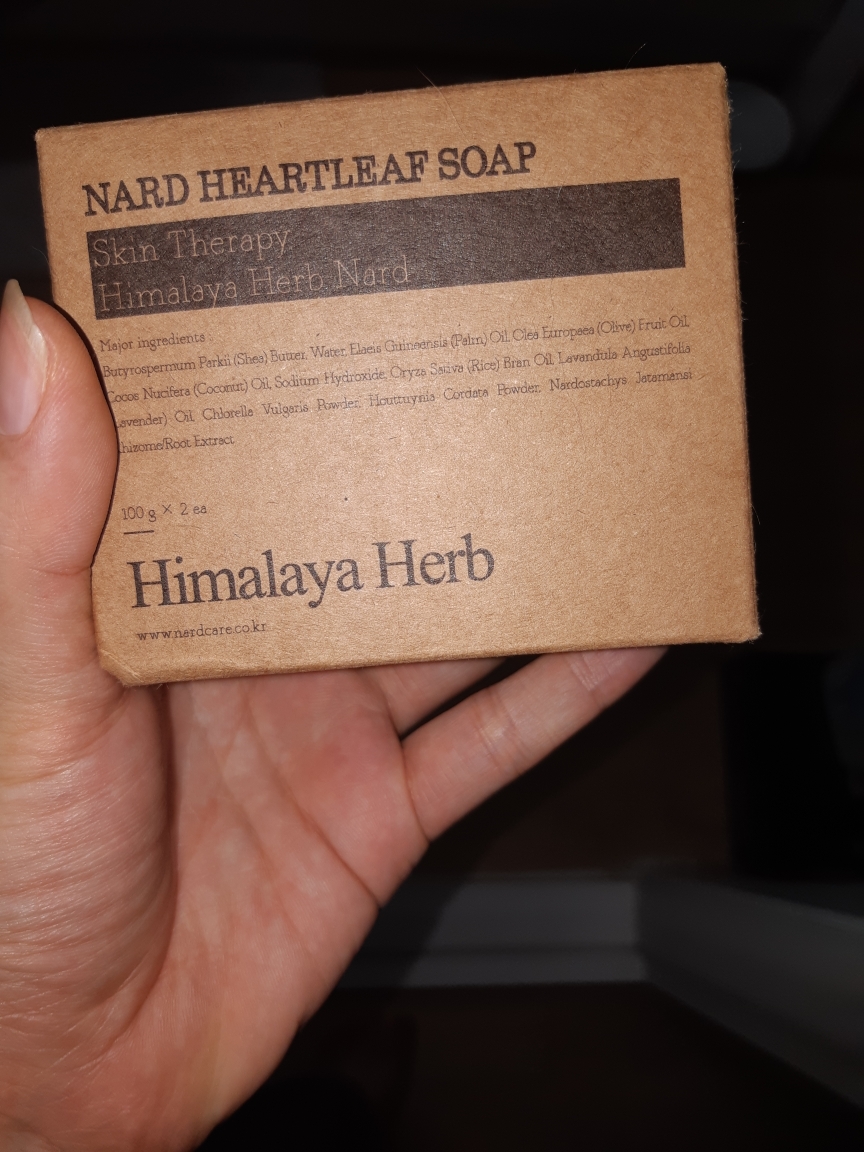 NARD HEARTLEAF SOAP
Skin Therapy
Himalaya Herb Nard
Major ingredients :
Butyrospermum Parkii (Shea) Butter, Water, Elaeis Guineensis (Palm) Oil, Olea Europaea (Olive) Fruit Oil,
Cocos Nucifera (Coconut) Oil, Sodium Hydroxide, Oryza Sativa (Rice) Bran Oil, Lavandula Angustifolia
(Lavender) Oil, Chlorella Vulgaris Powder, Houttuynia Cordata Powder, Nardostachys Jatamansi
Rhizome/Root Extract
100 g × 2 ea
Himalaya Herb
www.nardcare.co.kr